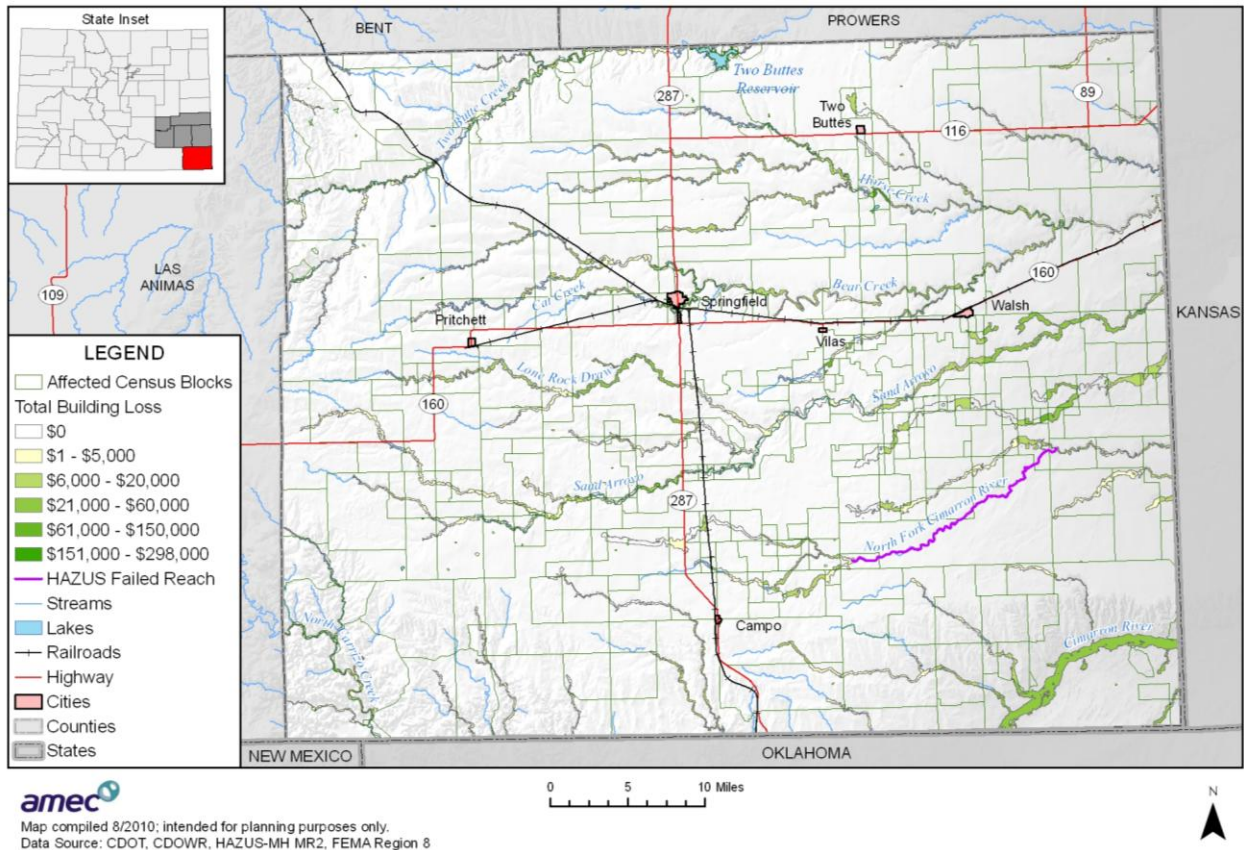 State Inset
BENT
PROWERS
Two Butte Creek
287
Two Buttes
Reservoir
89
Two
Buttes
116
Horse Creek
LAS
ANIMAS
109
160
KANSAS
Cat Creek
Springfield
Bear Creek
Walsh
Pritchett
Vilas
Lone Rock Draw
Sand Arroyo
160
Sand Arroyo
287
North Fork Cimarron River
North Carrizo Creek
Campo
Cimarron River
NEW MEXICO
OKLAHOMA
LEGEND
Affected Census Blocks
Total Building Loss
$0
$1 - $5,000
$6,000 - $20,000
$21,000 - $60,000
$61,000 - $150,000
$151,000 - $298,000
HAZUS Failed Reach
Streams
Lakes
Railroads
Highway
Cities
Counties
States
amec
0 5 10 Miles
N
Map compiled 8/2010; intended for planning purposes only.
Data Source: CDOT, CDOWR, HAZUS-MH MR2, FEMA Region 8